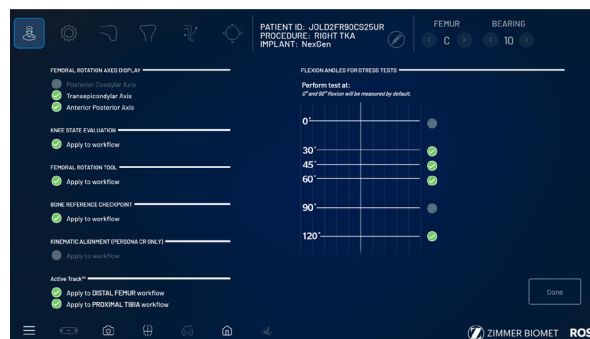 PATIENT ID: JOLD2FR90CS25UR
PROCEDURE: RIGHT TKA
IMPLANT: NexGen
FEMUR
C
BEARING
10
FEMORAL ROTATION AXES DISPLAY
Posterior Condylar Axis
Transepicondylar Axis
Anterior Posterior Axis
KNEE STATE EVALUATION
Apply to workflow
FEMORAL ROTATION TOOL
Apply to workflow
BONE REFERENCE CHECKPOINT
Apply to workflow
KINEMATIC ALIGNMENT (PERSONA CR ONLY)
Apply to workflow
Active Track™
Apply to DISTAL FEMUR workflow
Apply to PROXIMAL TIBIA workflow
FLEXION ANGLES FOR STRESS TESTS
Perform test at:
0° and 90° flexion will be measured by default.
0°
30°
45°
60°
90°
120°
Done
ZIMMER BIOMET
ROS